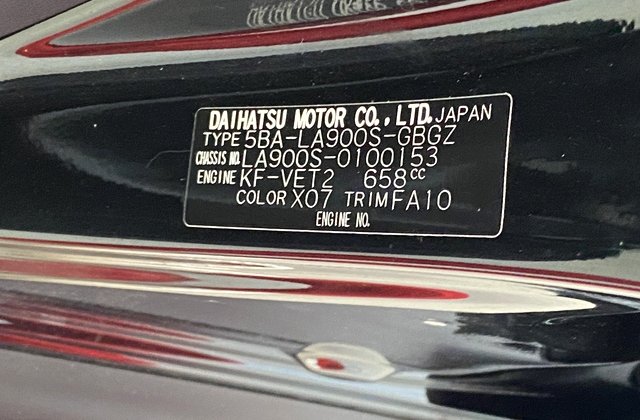 DAIHATSU MOTOR CO., LTD. JAPAN
TYPE 5BA-LA900S-GBGZ
CHASSIS NO. LA900S-0100153
ENGINE KF-VET2 658cc
COLOR X07 TRIM FA10
ENGINE NO.